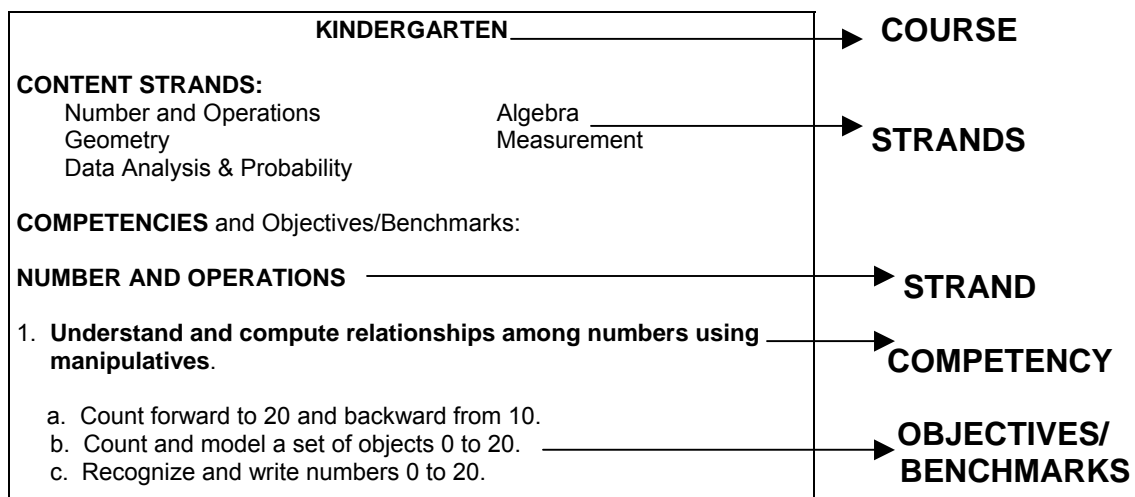 KINDERGARTEN COURSE
CONTENT STRANDS:
Number and Operations Algebra
Geometry Measurement STRANDS
Data Analysis & Probability
COMPETENCIES and Objectives/Benchmarks:
NUMBER AND OPERATIONS STRAND
1. Understand and compute relationships among numbers using
manipulatives. COMPETENCY
a. Count forward to 20 and backward from 10.
b. Count and model a set of objects 0 to 20. OBJECTIVES/
c. Recognize and write numbers 0 to 20. BENCHMARKS